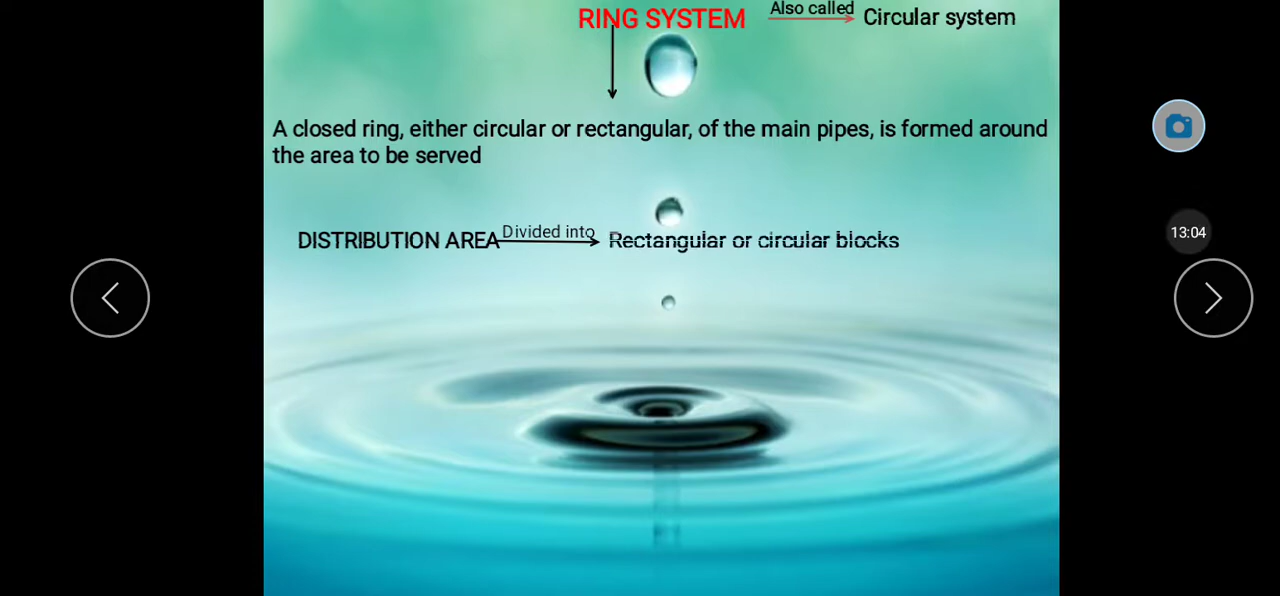 RING SYSTEM Also called Circular system
A closed ring, either circular or rectangular, of the main pipes, is formed around
the area to be served
DISTRIBUTION AREA Divided into Rectangular or circular blocks
13:04